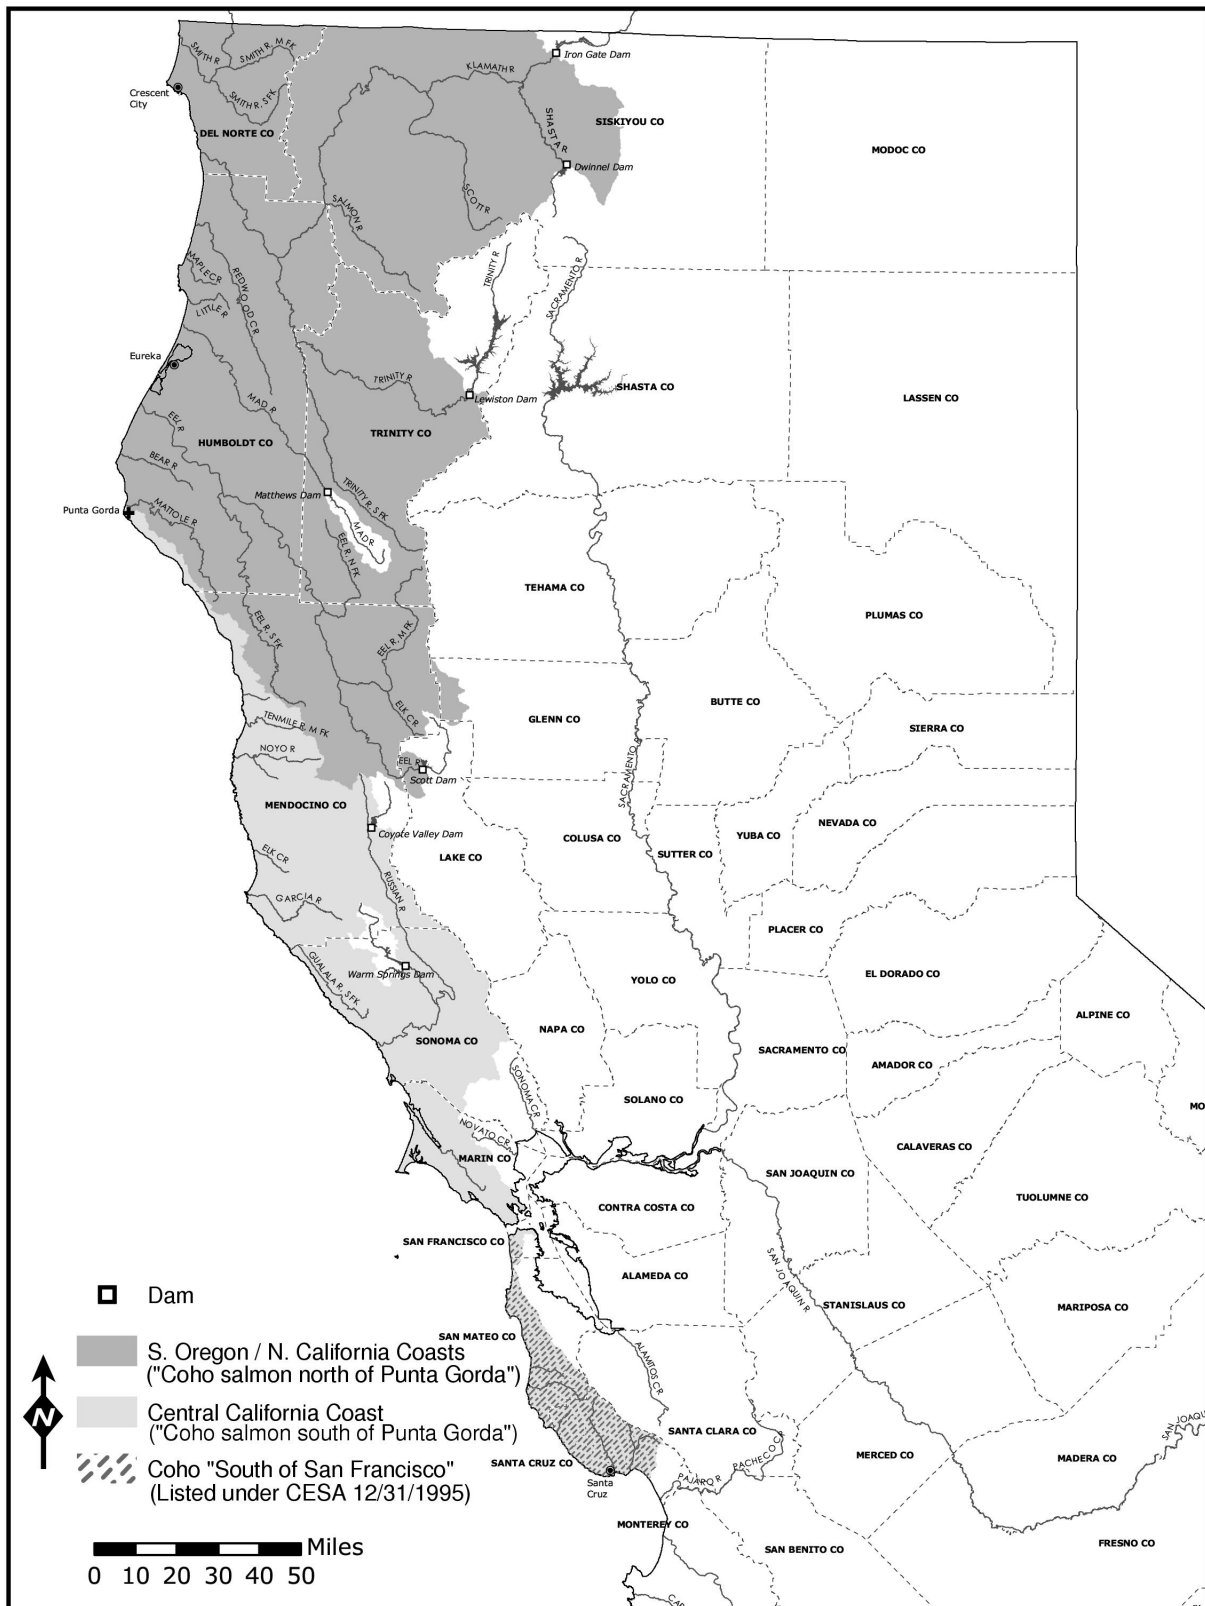 SMITH R
SMITH R, M FK
SMITH R, S FK
Crescent
City
DEL NORTE CO
KLAMATH R
Iron Gate Dam
SHASTA R
SISKIYOU CO
MODOC CO
Dwinnel Dam
SCOTT R
SALMON R
MAPLE CR
REDWOOD CR
LITTLE R
TRINITY R
SACRAMENTO R
Eureka
TRINITY R
Lewiston Dam
SHASTA CO
LASSEN CO
MAD R
EEL R
HUMBOLDT CO
TRINITY CO
BEAR R
Matthews Dam
TRINITY R, S FK
Punta Gorda
MATTOLE R
MAD R
EEL R, N FK
TEHAMA CO
PLUMAS CO
EEL R, S FK
EEL R, M FK
BUTTE CO
ELK CR
GLENN CO
SIERRA CO
TENMILE R, M FK
NOYO R
EEL R
Scott Dam
SACRAMENTO R
MENDOCINO CO
Coyote Valley Dam
LAKE CO
COLUSA CO
SUTTER CO
YUBA CO
NEVADA CO
ELK CR
RUSSIAN R
GARCIA R
PLACER CO
Warm Springs Dam
GUALALA R, S FK
YOLO CO
EL DORADO CO
ALPINE CO
NAPA CO
SONOMA CO
SACRAMENTO CO
AMADOR CO
SONOMA CR
SOLANO CO
MO
NOVATO CR
MARIN CO
CALAVERAS CO
SAN JOAQUIN CO
TUOLUMNE CO
CONTRA COSTA CO
SAN FRANCISCO CO
ALAMEDA CO
SAN JOAQUIN R
STANISLAUS CO
MARIPOSA CO
SAN MATEO CO
ALAMITOS CR
SANTA CLARA CO
PACHECO CR
PAJARO R
SANTA CRUZ CO
Santa
Cruz
MERCED CO
MADERA CO
SAN JOAQU
MONTEREY CO
SAN BENITO CO
FRESNO CO
Dam
S. Oregon / N. California Coasts
("Coho salmon north of Punta Gorda")
Central California Coast
("Coho salmon south of Punta Gorda")
Coho "South of San Francisco"
(Listed under CESA 12/31/1995)
N
Miles
0 10 20 30 40 50